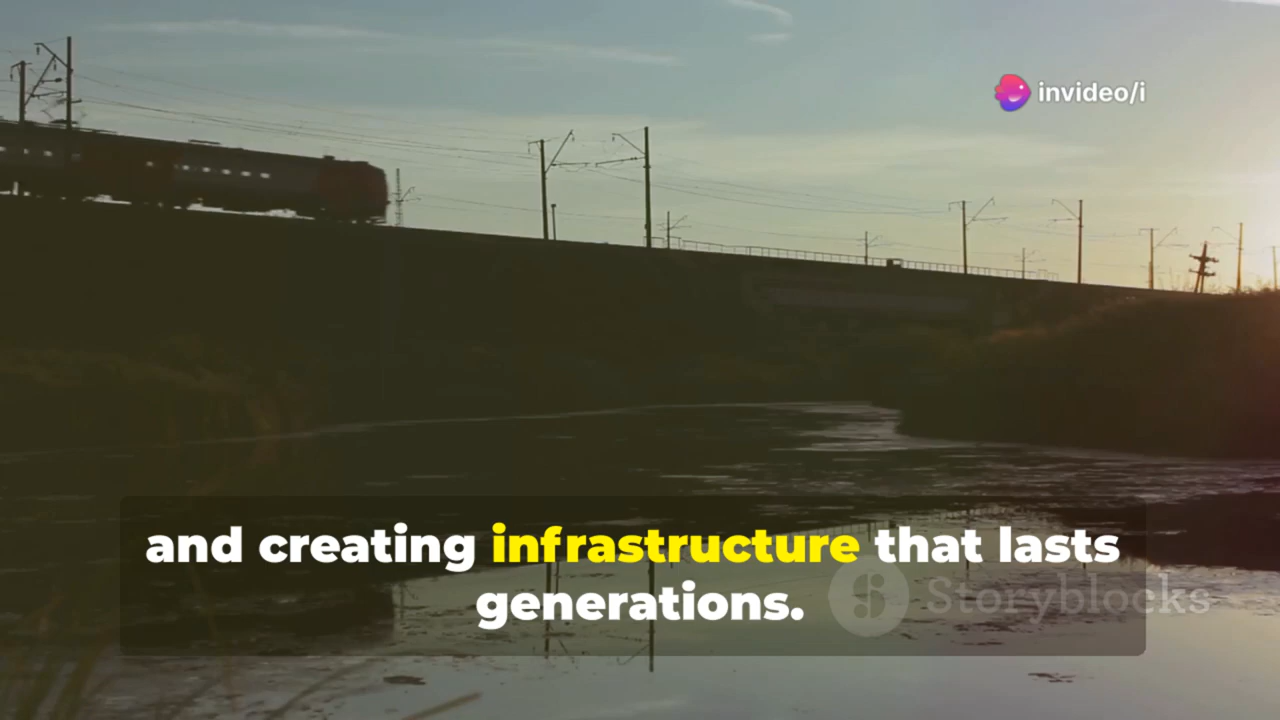 invideo/i
and creating infrastructure that lasts
generations.
Storyblocks